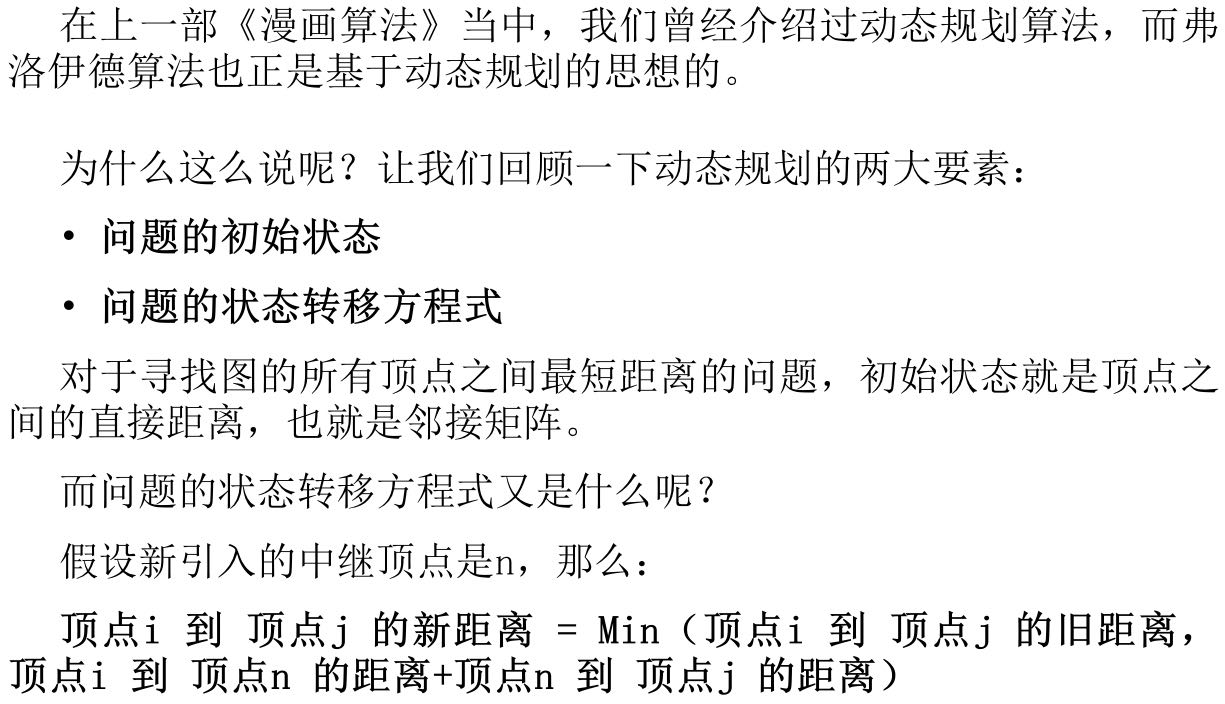 在上一部《漫画算法》当中，我们曾经介绍过动态规划算法，而弗
洛伊德算法也正是基于动态规划的思想的。
为什么这么说呢？让我们回顾一下动态规划的两大要素：
• 问题的初始状态
• 问题的状态转移方程式
对于寻找图的所有顶点之间最短距离的问题，初始状态就是顶点之
间的直接距离，也就是邻接矩阵。
而问题的状态转移方程式又是什么呢？
假设新引入的中继顶点是n，那么：
顶点i 到 顶点j 的新距离 = Min（顶点i 到 顶点j 的旧距离，
顶点i 到 顶点n 的距离+顶点n 到 顶点j 的距离）